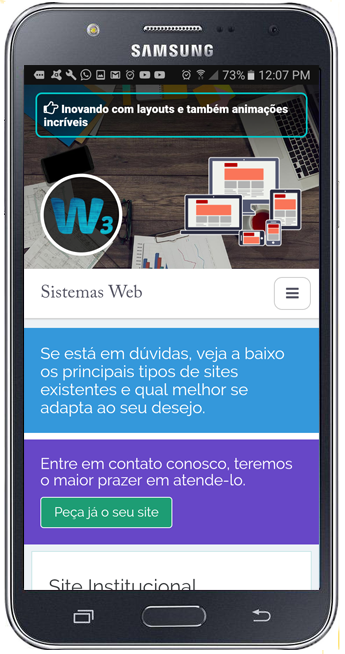 SAMSUNG
73% 12:07 PM
Inovando com layouts e também animações
incríveis
W3
Sistemas Web
Se está em dúvidas, veja a baixo
os principais tipos de sites
existentes e qual melhor se
adapta ao seu desejo.
Entre em contato conosco, teremos
o maior prazer em atende-lo.
Peça já o seu site
Site Institucional